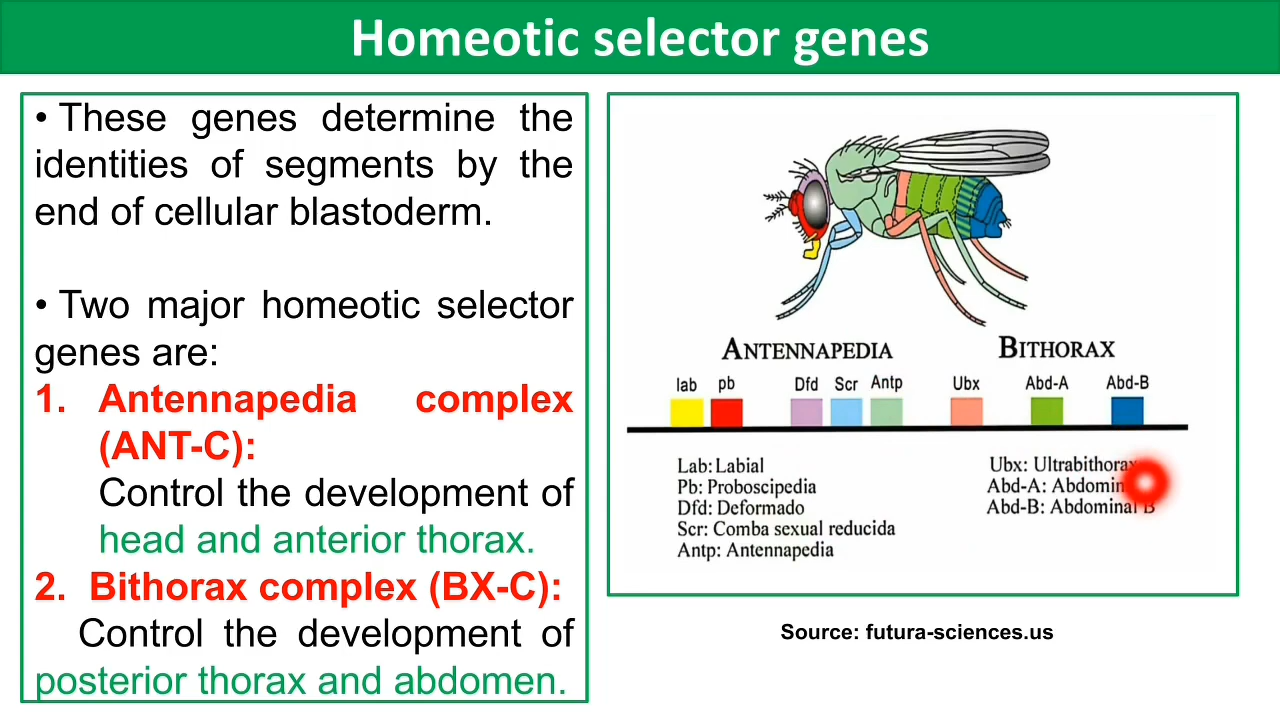 Homeotic selector genes
• These genes determine the
identities of segments by the
end of cellular blastoderm.
• Two major homeotic selector
genes are:
1. Antennapedia complex
(ANT-C):
Control the development of
head and anterior thorax.
2. Bithorax complex (BX-C):
Control the development of
posterior thorax and abdomen.
ANTENNAPEDIA BITHORAX
lab pb Dfd Scr Antp Ubx Abd-A Abd-B
Lab: Labial
Pb: Proboscipedia
Dfd: Deformado
Scr: Comba sexual reducida
Antp: Antennapedia
Ubx: Ultrabithorax
Abd-A:
Abd-B: Abdominal B
Source: futura-sciences.us